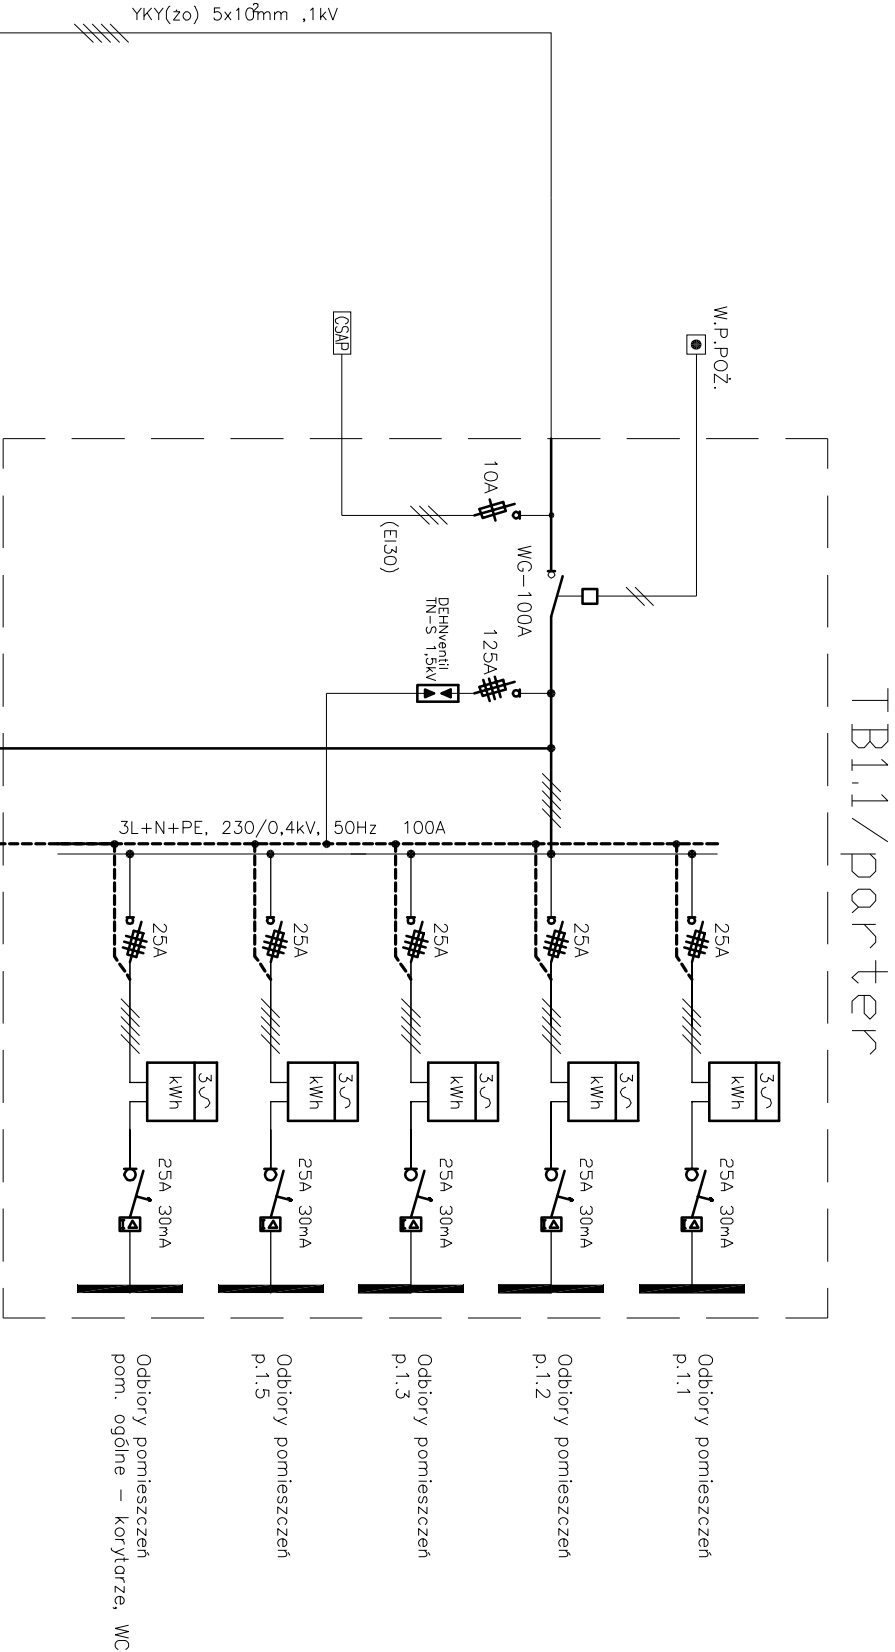 YKY(żo) 5x10mm² ,1kV
W.P.POŻ.
CSAP
10A
(EI30)
WG-100A
125A
DEHNventil
TN-S 1,5kV
TB1.1/parter
3L+N+PE, 230/0,4kV, 50Hz 100A
25A
25A
25A
25A
25A
3
kWh
3
kWh
3
kWh
3
kWh
3
kWh
25A 30mA
25A 30mA
25A 30mA
25A 30mA
25A 30mA
Odbiory pomieszczeń
p.1.1
Odbiory pomieszczeń
p.1.2
Odbiory pomieszczeń
p.1.3
Odbiory pomieszczeń
p.1.5
Odbiory pomieszczeń
pom. ogólne - korytarze, WC